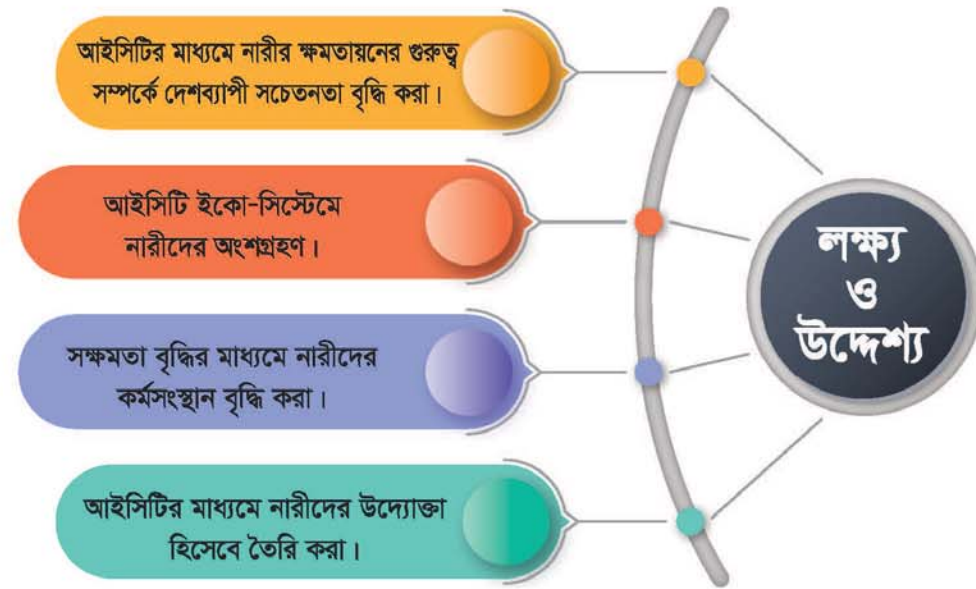 আইসিটির মাধ্যমে নারীর ক্ষমতায়নের গুরুত্ব
সম্পর্কে দেশব্যাপী সচেতনতা বৃদ্ধি করা।
আইসিটি ইকো-সিস্টেমে
নারীদের অংশগ্রহণ।
সক্ষমতা বৃদ্ধির মাধ্যমে নারীদের
কর্মসংস্থান বৃদ্ধি করা।
আইসিটির মাধ্যমে নারীদের উদ্যোক্তা
হিসেবে তৈরি করা।
লক্ষ্য
ও
উদ্দেশ্য